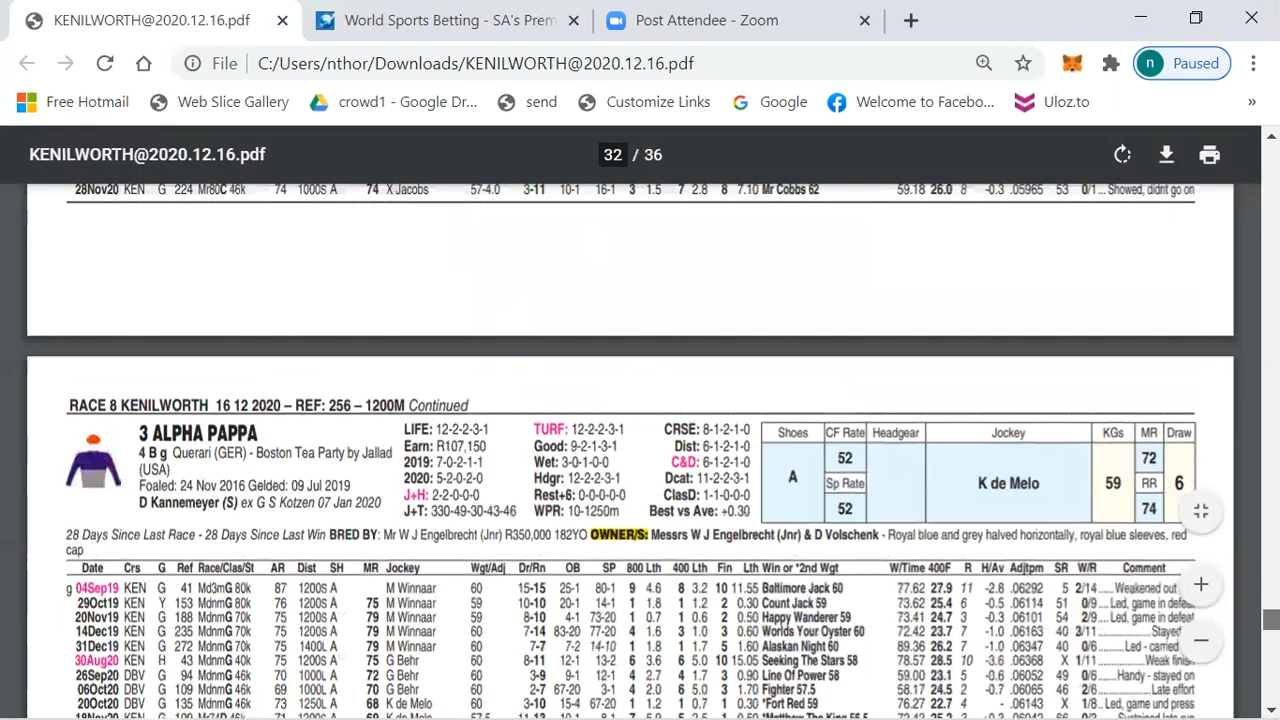 KENILWORTH@2020.12.16.pdf
World Sports Betting - SA's Prem
Post Attendee - Zoom
File
C:/Users/nthor/Downloads/KENILWORTH@2020.12.16.pdf
n Paused
Free Hotmail
Web Slice Gallery
crowd1 - Google Dr...
send
Customize Links
Google
Welcome to Facebo...
Uloz.to
»
KENILWORTH@2020.12.16.pdf
32 / 36
28Nov20 KEN G 224 Mr80C 46k 74 1000S A 74 X Jacobs 57-4.0 3-11 10-1 16-1 3 1.5 7 2.8 8 7.10 Mr Cobbs 62 59.18 26.0 8 -0.3 .05965 53 0/1 ... Showed, didnt go on
RACE 8 KENILWORTH 16 12 2020 – REF: 256 – 1200M Continued
3 ALPHA PAPPA
4 B g Querari (GER) - Boston Tea Party by Jallad
(USA)
Foaled: 24 Nov 2016 Gelded: 09 Jul 2019
D Kannemeyer (S) ex G S Kotzen 07 Jan 2020
LIFE: 12-2-2-3-1
Earn: R107,150
2019: 7-0-2-1-1
2020: 5-2-0-2-0
J+H: 2-2-0-0-0
J+T: 330-49-30-43-46
TURF: 12-2-2-3-1
Good: 9-2-1-3-1
Wet: 3-0-1-0-0
Hdgr: 12-2-2-3-1
Rest+6: 0-0-0-0-0
WPR: 10-1250m
CRSE: 8-1-2-1-0
Dist: 6-1-2-1-0
C&D: 6-1-2-1-0
Dcat: 11-2-2-3-1
ClasD: 1-1-0-0-0
Best vs Ave: +0.30
Shoes CF Rate Headgear Jockey KGs MR Draw
A 52 K de Melo 59 72 6
Sp Rate RR
52 74
28 Days Since Last Race - 28 Days Since Last Win BRED BY: Mr W J Engelbrecht (Jnr) R350,000 182YO OWNER/S: Messrs W J Engelbrecht (Jnr) & D Volschenk - Royal blue and grey halved horizontally, royal blue sleeves, red
cap
Date Crs G Ref Race/Clas/St AR Dist SH MR Jockey Wgt/Adj Dr/Rn OB SP 800 Lth 400 Lth Fin Lth Win or *2nd Wgt W/Time 400F R H/Av Adjtpm SR W/R Comment
g 04Sep19 KEN G 41 Md3mG 80k 87 1200S A M Winnaar 60 15-15 25-1 80-1 9 4.6 8 3.2 10 11.55 Baltimore Jack 60 77.62 27.9 11 -2.6 .06292 5 2/14 ... Weakened out
29Oct19 KEN Y 153 MdnmG 80k 76 1200S A 75 M Winnaar 59 10-10 20-1 14-1 1 1.8 1 1.2 2 0.30 Count Jack 59 73.62 25.4 6 -0.5 .06114 51 0/9 ... Led, game in defeat
20Nov19 KEN G 188 MdnmG 70k 75 1200S A 79 M Winnaar 59 8-10 4-1 73-20 1 0.7 1 0.6 2 0.50 Happy Wanderer 59 73.41 24.7 3 -0.3 .06101 54 0/9 ... Led, game in defeat
14Dec19 KEN G 235 MdnmG 70k 75 1200S A 79 M Winnaar 60 7-14 83-20 77-20 4 1.6 3 1.0 3 0.60 Worlds Your Oyster 60 72.42 23.7 7 -1.0 .06163 40 3/11 Stayed
31Dec19 KEN G 272 MdnmG 70k 75 1400L A 79 M Winnaar 60 7-7 7-2 14-10 1 1.8 1 1.7 5 1.60 Alaskan Night 60 89.36 26.2 7 -1.0 .06347 40 0/6 Led - carried
30Aug20 KEN H 43 MdnmG 40k 75 1200S A 75 G Behr 60 8-11 12-1 13-2 6 3.6 6 5.0 10 15.05 Seeking The Stars 58 78.57 28.5 10 -3.6 .06368 X 1/11 Weak finish
26Sep20 DBV G 94 MdnmG 46k 70 1000L A 72 G Behr 60 3-9 9-1 12-1 4 2.7 4 1.7 3 0.90 Line Of Power 58 59.00 23.1 5 -0.6 .06052 49 0/6 ... Handy - stayed on
06Oct20 DBV G 109 MdnmG 46k 69 1000L A 70 G Behr 60 2-7 67-20 3-1 4 2.0 6 5.0 3 1.70 Fighter 57.5 58.17 24.5 2 -0.7 .06065 46 2/6 Late effort
20Oct20 DBV G 135 MdnmG 46k 73 1250L A 68 K de Melo 60 3-10 15-4 67-20 1 1.2 1 0.7 1 0.20 *Fort Red 59 76.27 22.7 4 .06143 X 1/8 Led, game und press